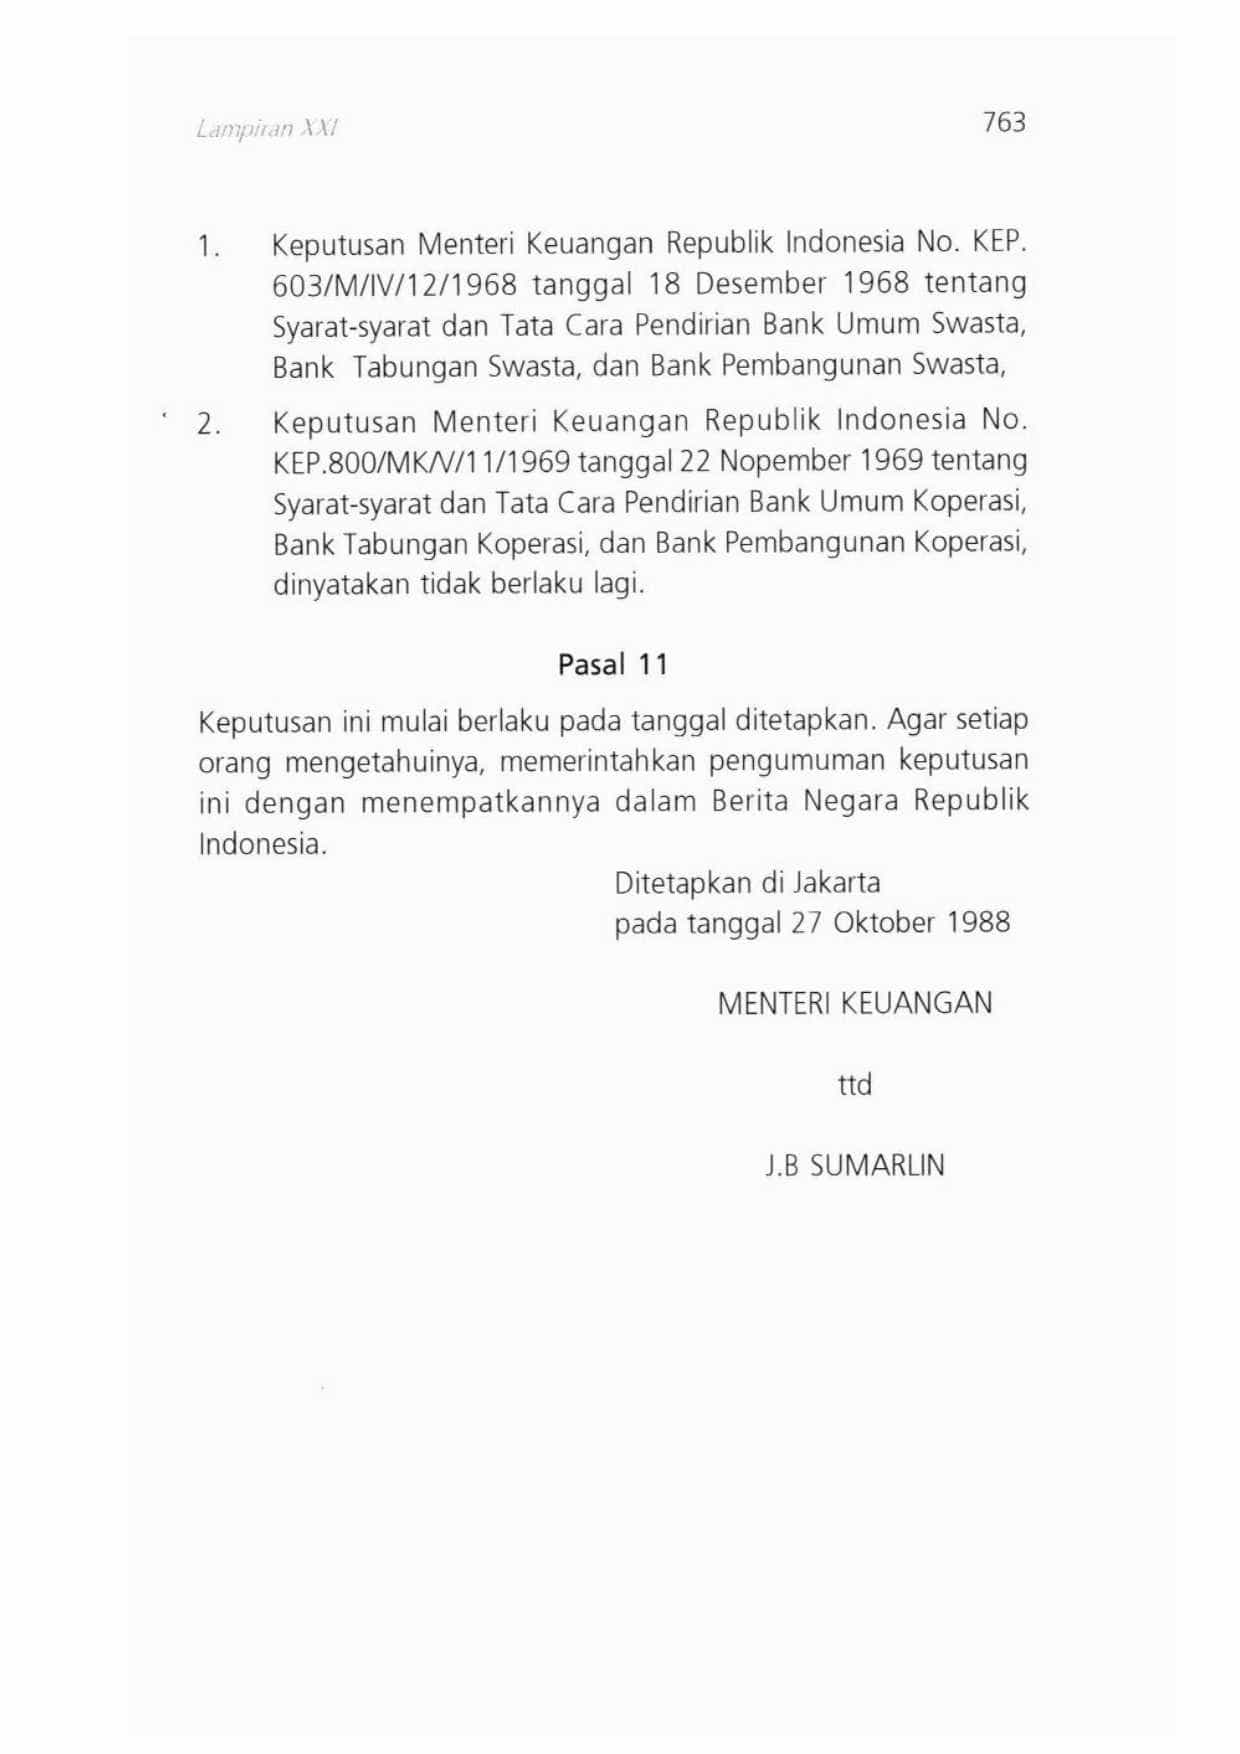 Lampiran XXI
763
1. Keputusan Menteri Keuangan Republik Indonesia No. KEP.
603/M/IV/12/1968 tanggal 18 Desember 1968 tentang
Syarat-syarat dan Tata Cara Pendirian Bank Umum Swasta,
Bank Tabungan Swasta, dan Bank Pembangunan Swasta,
2. Keputusan Menteri Keuangan Republik Indonesia No.
KEP.800/MK/V/11/1969 tanggal 22 Nopember 1969 tentang
Syarat-syarat dan Tata Cara Pendirian Bank Umum Koperasi,
Bank Tabungan Koperasi, dan Bank Pembangunan Koperasi,
dinyatakan tidak berlaku lagi.
Pasal 11
Keputusan ini mulai berlaku pada tanggal ditetapkan. Agar setiap
orang mengetahuinya, memerintahkan pengumuman keputusan
ini dengan menempatkannya dalam Berita Negara Republik
Indonesia.
Ditetapkan di Jakarta
pada tanggal 27 Oktober 1988
MENTERI KEUANGAN
ttd
J.B SUMARLIN